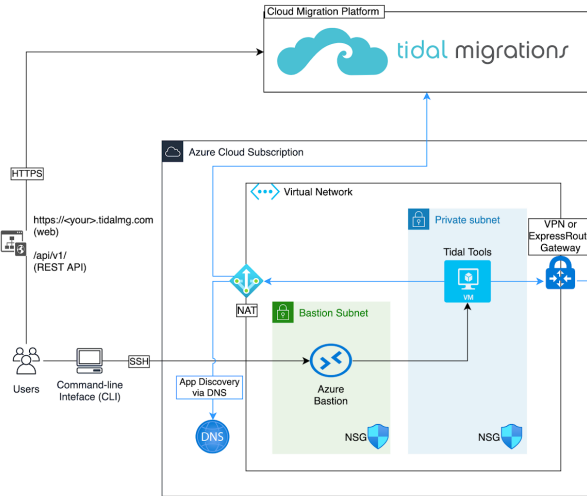 Cloud Migration Platform
tidal migrations
Azure Cloud Subscription
HTTPS
Virtual Network
https://<your>.tidalmg.com
(web)
/api/v1/
(REST API)
Private subnet
VPN or
ExpressRout
Gateway
Tidal Tools
VM
NAT
Bastion Subnet
SSH
Users
Command-line
Inteface (CLI)
App Discovery
via DNS
Azure
Bastion
DNS
NSG
NSG